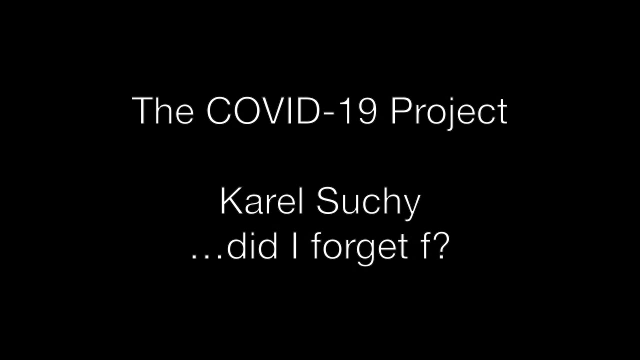 The COVID-19 Project
Karel Suchy
…did I forget f?